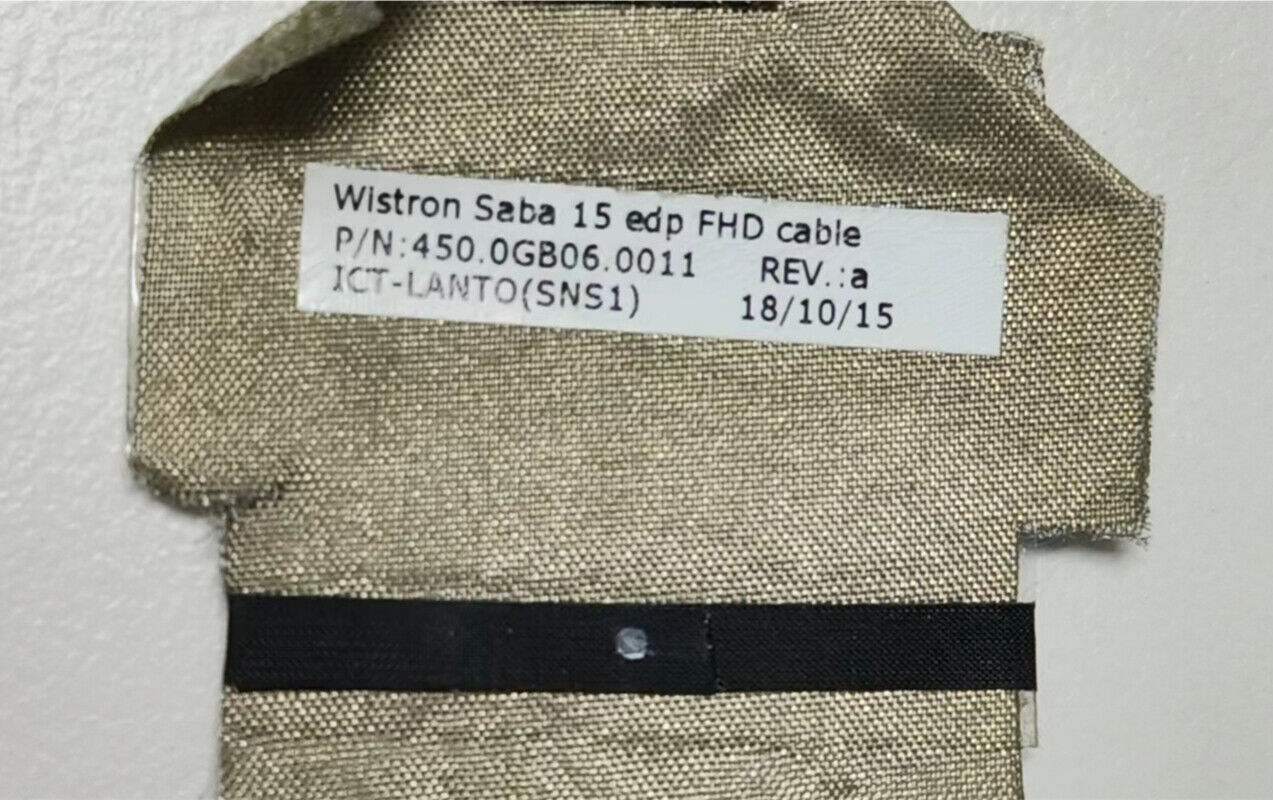 Wistron Saba 15 edp FHD cable
P/N:450.0GB06.0011 REV.:a
ICT-LANTO(SNS1) 18/10/15